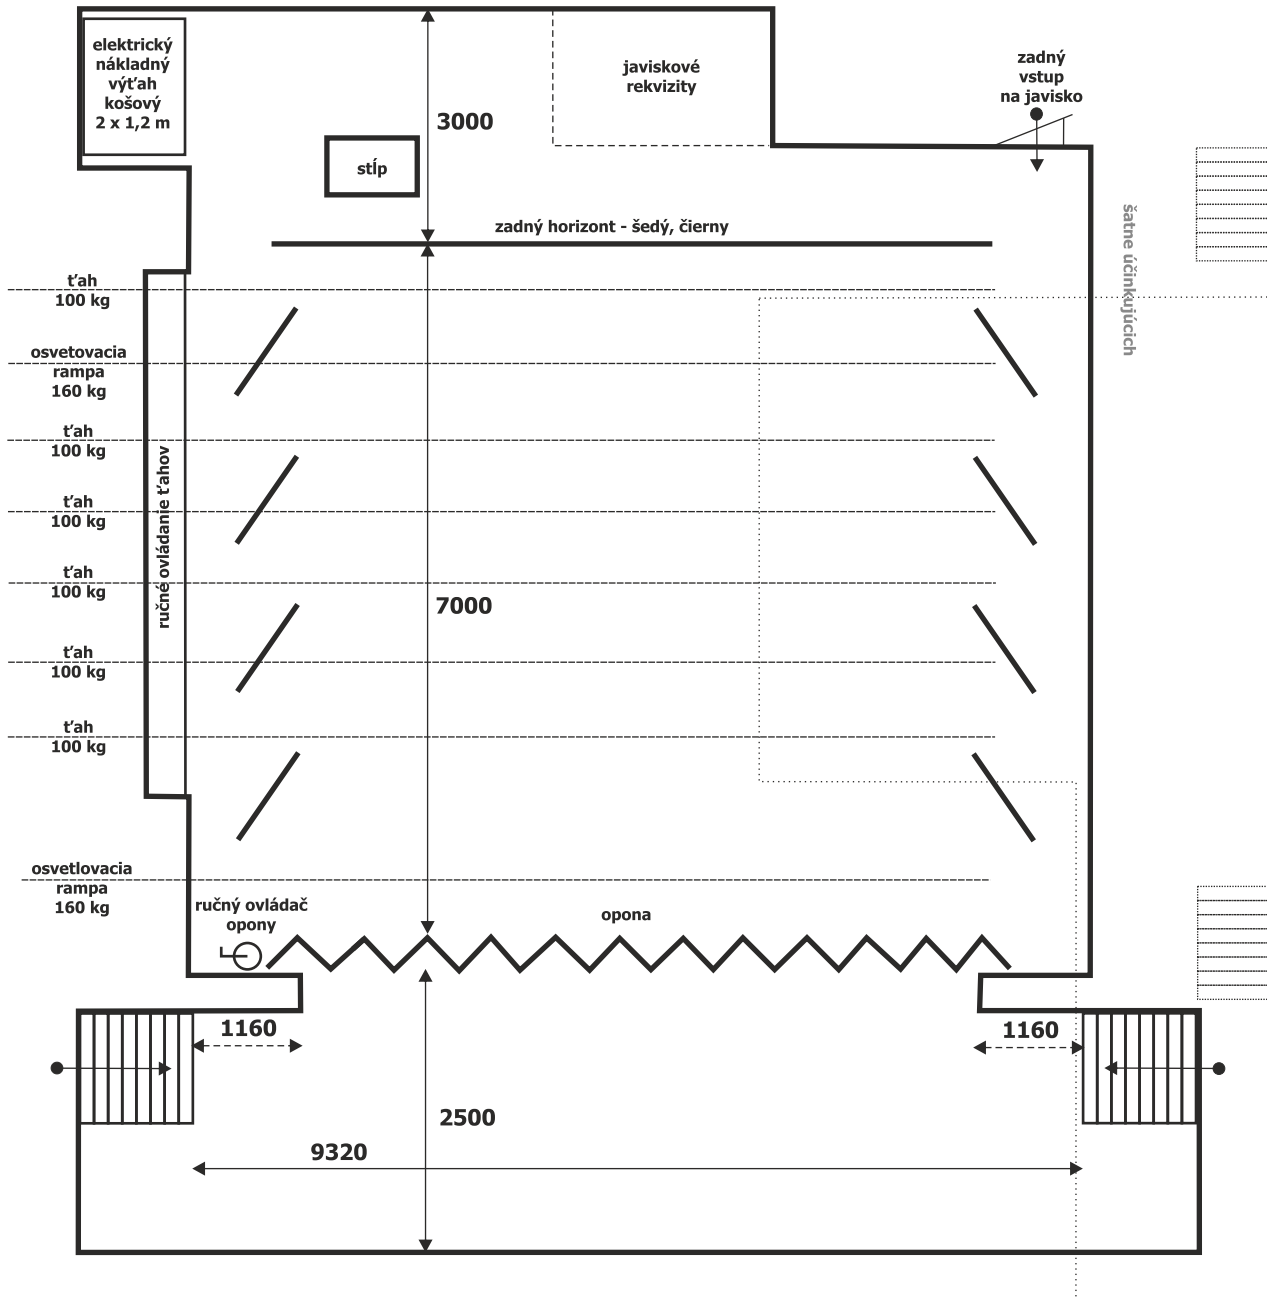 elektrický
nákladný
výťah
košový
2 x 1,2 m
javiskové
rekvizity
zadný
vstup
na javisko
3000
stĺp
šatne účinkujúcich
zadný horizont - šedý, čierny
ťah
100 kg
osvetovacia
rampa
160 kg
ťah
100 kg
ručné ovládanie ťahov
ťah
100 kg
ťah
100 kg
7000
ťah
100 kg
ťah
100 kg
osvetlovacia
rampa
160 kg
ručný ovládač
opony
opona
1160
1160
2500
9320